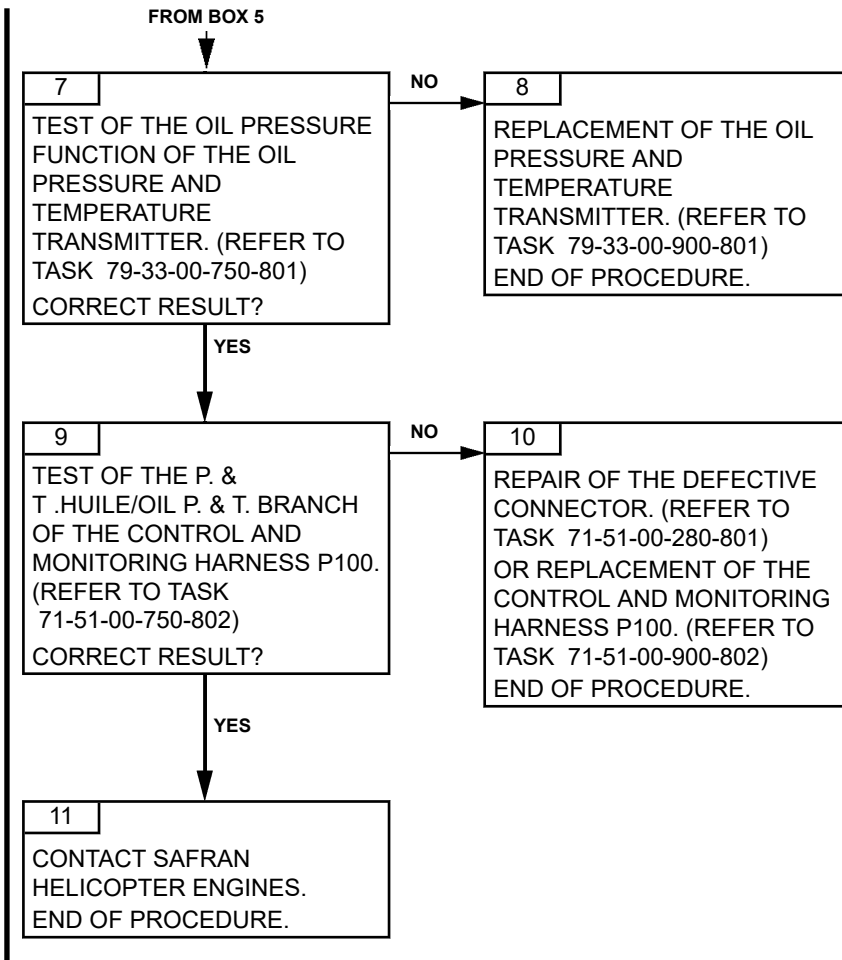 FROM BOX 5
7
TEST OF THE OIL PRESSURE
FUNCTION OF THE OIL
PRESSURE AND
TEMPERATURE
TRANSMITTER. (REFER TO
TASK 79-33-00-750-801)
CORRECT RESULT?
NO
8
REPLACEMENT OF THE OIL
PRESSURE AND
TEMPERATURE
TRANSMITTER. (REFER TO
TASK 79-33-00-900-801)
END OF PROCEDURE.
YES
9
TEST OF THE P. &
T .HUILE/OIL P. & T. BRANCH
OF THE CONTROL AND
MONITORING HARNESS P100.
(REFER TO TASK
71-51-00-750-802)
CORRECT RESULT?
NO
10
REPAIR OF THE DEFECTIVE
CONNECTOR. (REFER TO
TASK 71-51-00-280-801)
OR REPLACEMENT OF THE
CONTROL AND MONITORING
HARNESS P100. (REFER TO
TASK 71-51-00-900-802)
END OF PROCEDURE.
YES
11
CONTACT SAFRAN
HELICOPTER ENGINES.
END OF PROCEDURE.